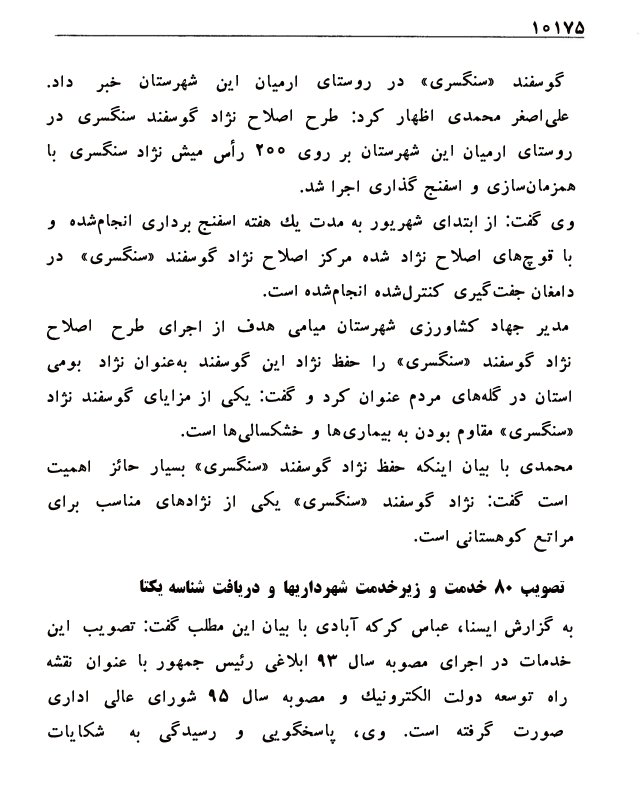 ۱۰۱۷۵
گوسفند «سنگسری» در روستای ارمیان این شهرستان خبر داد.
علی‌اصغر محمدی اظهار کرد: طرح اصلاح نژاد گوسفند سنگسری در
روستای ارمیان این شهرستان بر روی ۲۰۰ رأس میش نژاد سنگسری با
همزمان‌سازی و اسفنج گذاری اجرا شد.
وی گفت: از ابتدای شهریور به مدت یك هفته اسفنج برداری انجام‌شده و
با قوچ‌های اصلاح نژاد شده مرکز اصلاح نژاد گوسفند «سنگسری» در
دامغان جفت‌گیری کنترل‌شده انجام‌شده است.
مدیر جهاد کشاورزی شهرستان میامی هدف از اجرای طرح اصلاح
نژاد گوسفند «سنگسری» را حفظ نژاد این گوسفند به‌عنوان نژاد بومی
استان در گله‌های مردم عنوان کرد و گفت: یکی از مزایای گوسفند نژاد
«سنگسری» مقاوم بودن به بیماری‌ها و خشکسالی‌ها است.
محمدی با بیان اینکه حفظ نژاد گوسفند «سنگسری» بسیار حائز اهمیت
است گفت: نژاد گوسفند «سنگسری» یکی از نژادهای مناسب برای
مراتع کوهستانی است.
تصویب ۸۰ خدمت و زیرخدمت شهرداریها و دریافت شناسه یکتا
به گزارش ایسنا، عباس کرکه آبادی با بیان این مطلب گفت: تصویب این
خدمات در اجرای مصوبه سال ۹۳ ابلاغی رئیس جمهور با عنوان نقشه
راه توسعه دولت الکترونیك و مصوبه سال ۹۵ شورای عالی اداری
صورت گرفته است. وی، پاسخگویی و رسیدگی به شکایات